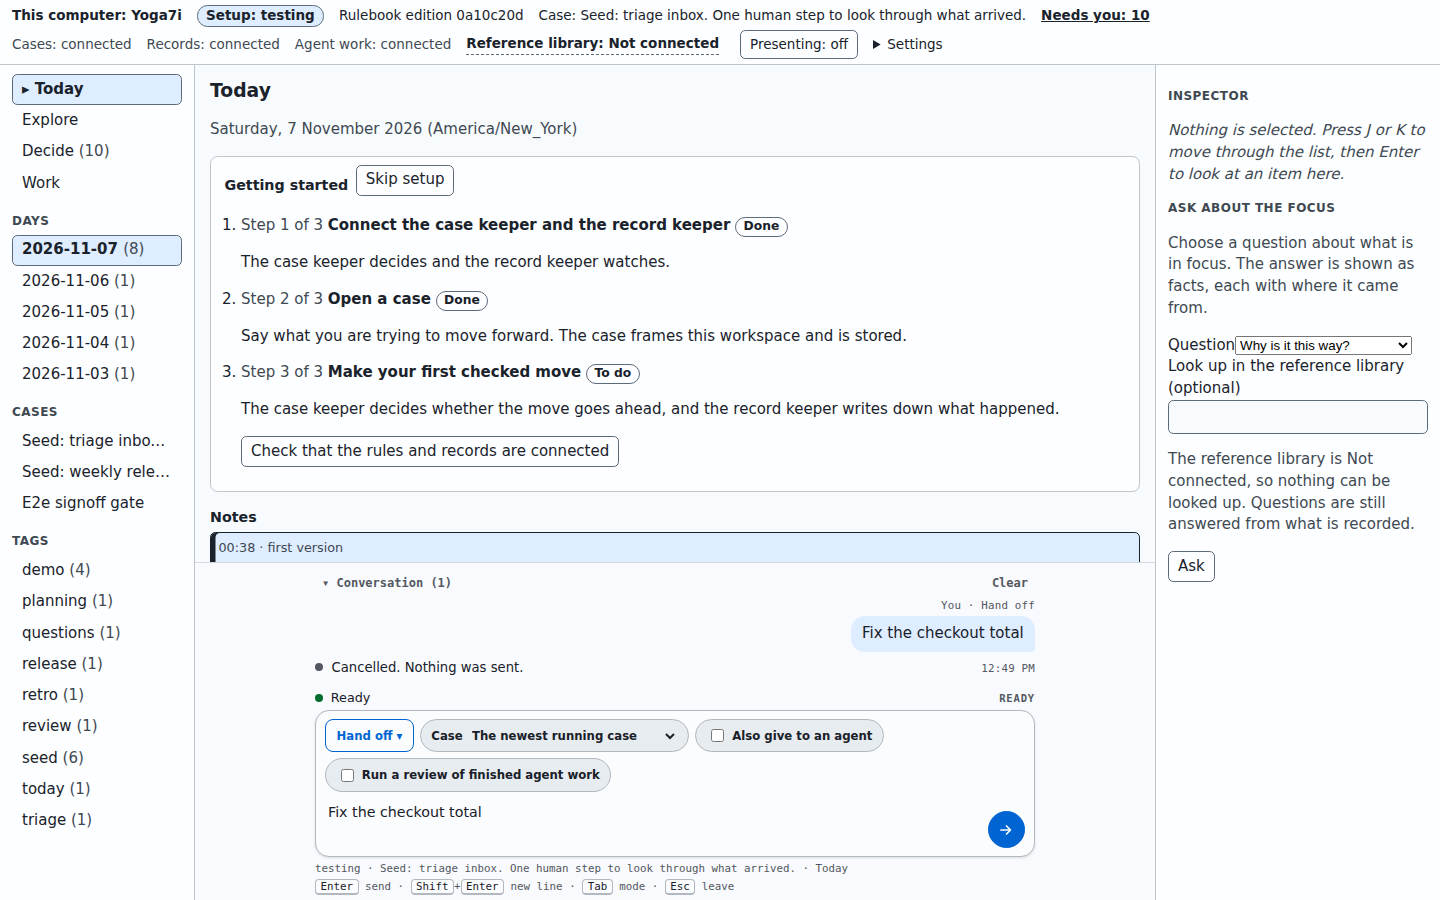 This computer: Yoga7i Setup: testing Rulebook edition 0a10c20d Case: Seed: triage inbox. One human step to look through what arrived. Needs you: 10
Cases: connected Records: connected Agent work: connected Reference library: Not connected Presenting: off ▶ Settings
▸ Today
Explore
Decide (10)
Work
DAYS
2026-11-07 (8)
2026-11-06 (1)
2026-11-05 (1)
2026-11-04 (1)
2026-11-03 (1)
CASES
Seed: triage inbo...
Seed: weekly rele...
E2e signoff gate
TAGS
demo (4)
planning (1)
questions (1)
release (1)
retro (1)
review (1)
seed (6)
today (1)
triage (1)
Today
Saturday, 7 November 2026 (America/New_York)
Getting started Skip setup
1. Step 1 of 3 Connect the case keeper and the record keeper Done
The case keeper decides and the record keeper watches.
2. Step 2 of 3 Open a case Done
Say what you are trying to move forward. The case frames this workspace and is stored.
3. Step 3 of 3 Make your first checked move To do
The case keeper decides whether the move goes ahead, and the record keeper writes down what happened.
Check that the rules and records are connected
Notes
00:38 · first version
▾ Conversation (1) Clear
You · Hand off
Fix the checkout total
Cancelled. Nothing was sent. 12:49 PM
Ready READY
Hand off ▾ Case The newest running case Also give to an agent
Run a review of finished agent work
Fix the checkout total
→
testing · Seed: triage inbox. One human step to look through what arrived. · Today
Enter send · Shift+Enter new line · Tab mode · Esc leave
INSPECTOR
Nothing is selected. Press J or K to
move through the list, then Enter
to look at an item here.
ASK ABOUT THE FOCUS
Choose a question about what is
in focus. The answer is shown as
facts, each with where it came
from.
Question Why is it this way?
Look up in the reference library
(optional)
The reference library is Not
connected, so nothing can be
looked up. Questions are still
answered from what is recorded.
Ask